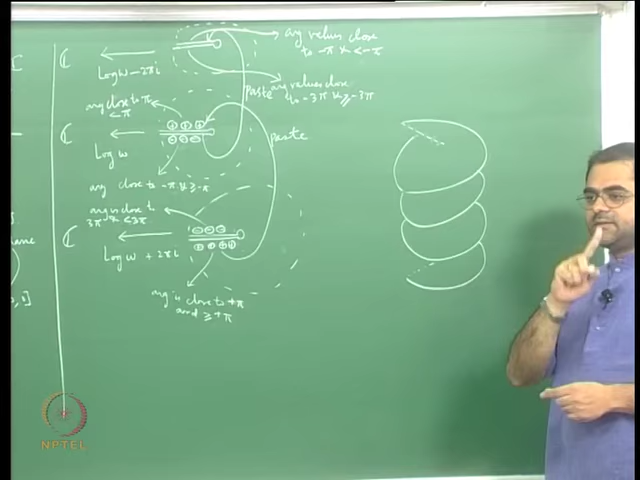 ℂ
arg values close
to -π & < -π
Log w - 2πi
arg values close
to -3π & ≥ -3π
paste
arg close to π
< π
ℂ
Log w
paste
arg close to -π & ≥ -π
arg is close to
3π & < 3π
ℂ
Log w + 2πi
arg is close to +π
and ≥ +π
NPTEL